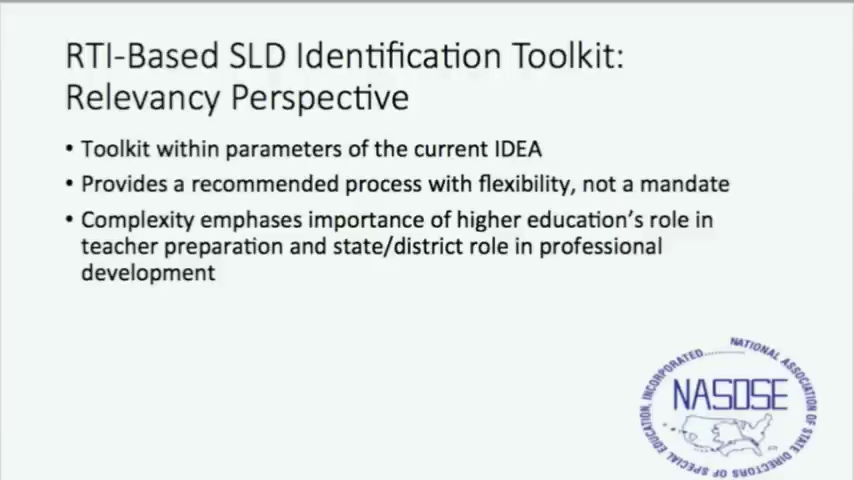 RTI-Based SLD Identification Toolkit:
Relevancy Perspective
• Toolkit within parameters of the current IDEA
• Provides a recommended process with flexibility, not a mandate
• Complexity emphases importance of higher education's role in
teacher preparation and state/district role in professional
development
NATIONAL ASSOCIATION OF STATE DIRECTORS OF SPECIAL EDUCATION, INCORPORATED
NASDSE